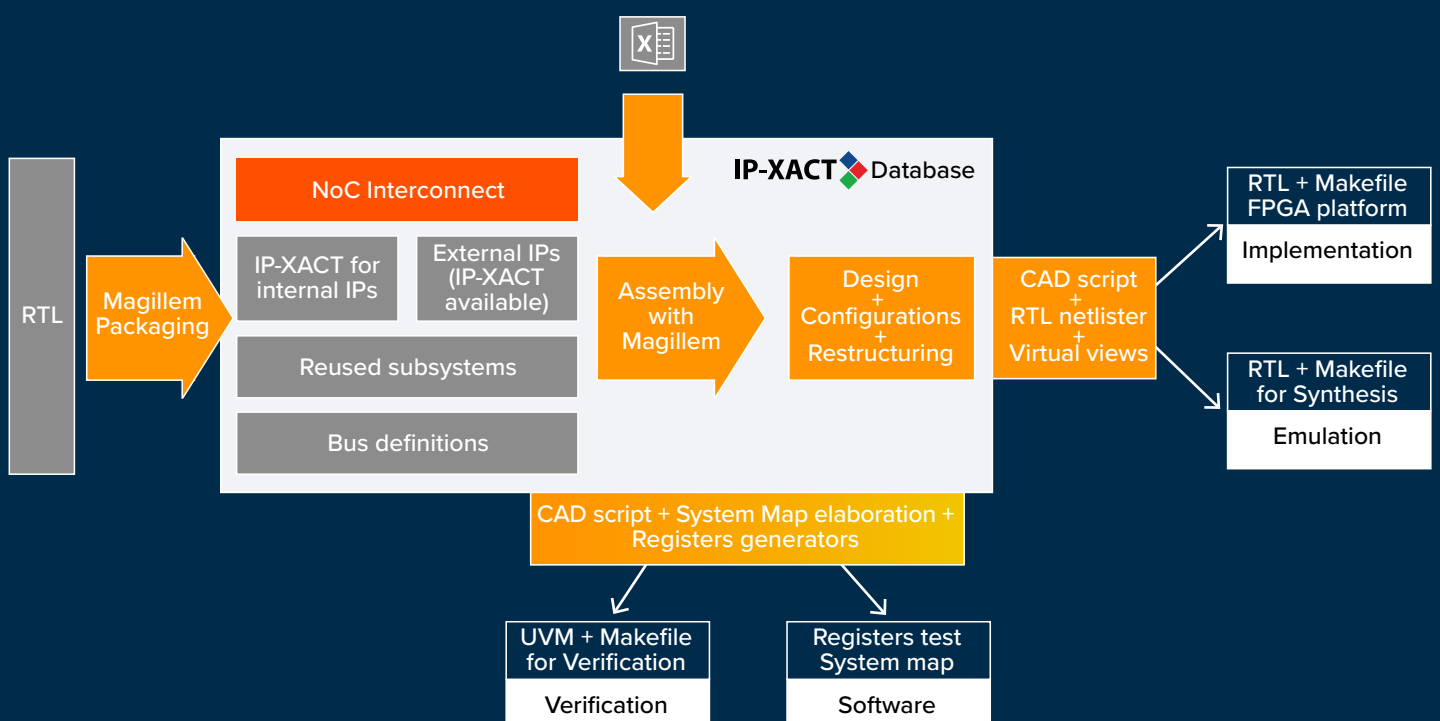 X
RTL
Magillem
Packaging
NoC Interconnect
IP-XACT for
internal IPs
External IPs
(IP-XACT
available)
Reused subsystems
Bus definitions
IP-XACT Database
Assembly
with
Magillem
Design
+
Configurations
+
Restructuring
CAD script
+
RTL netlister
+
Virtual views
RTL + Makefile
FPGA platform
Implementation
RTL + Makefile
for Synthesis
Emulation
CAD script + System Map elaboration +
Registers generators
UVM + Makefile
for Verification
Verification
Registers test
System map
Software